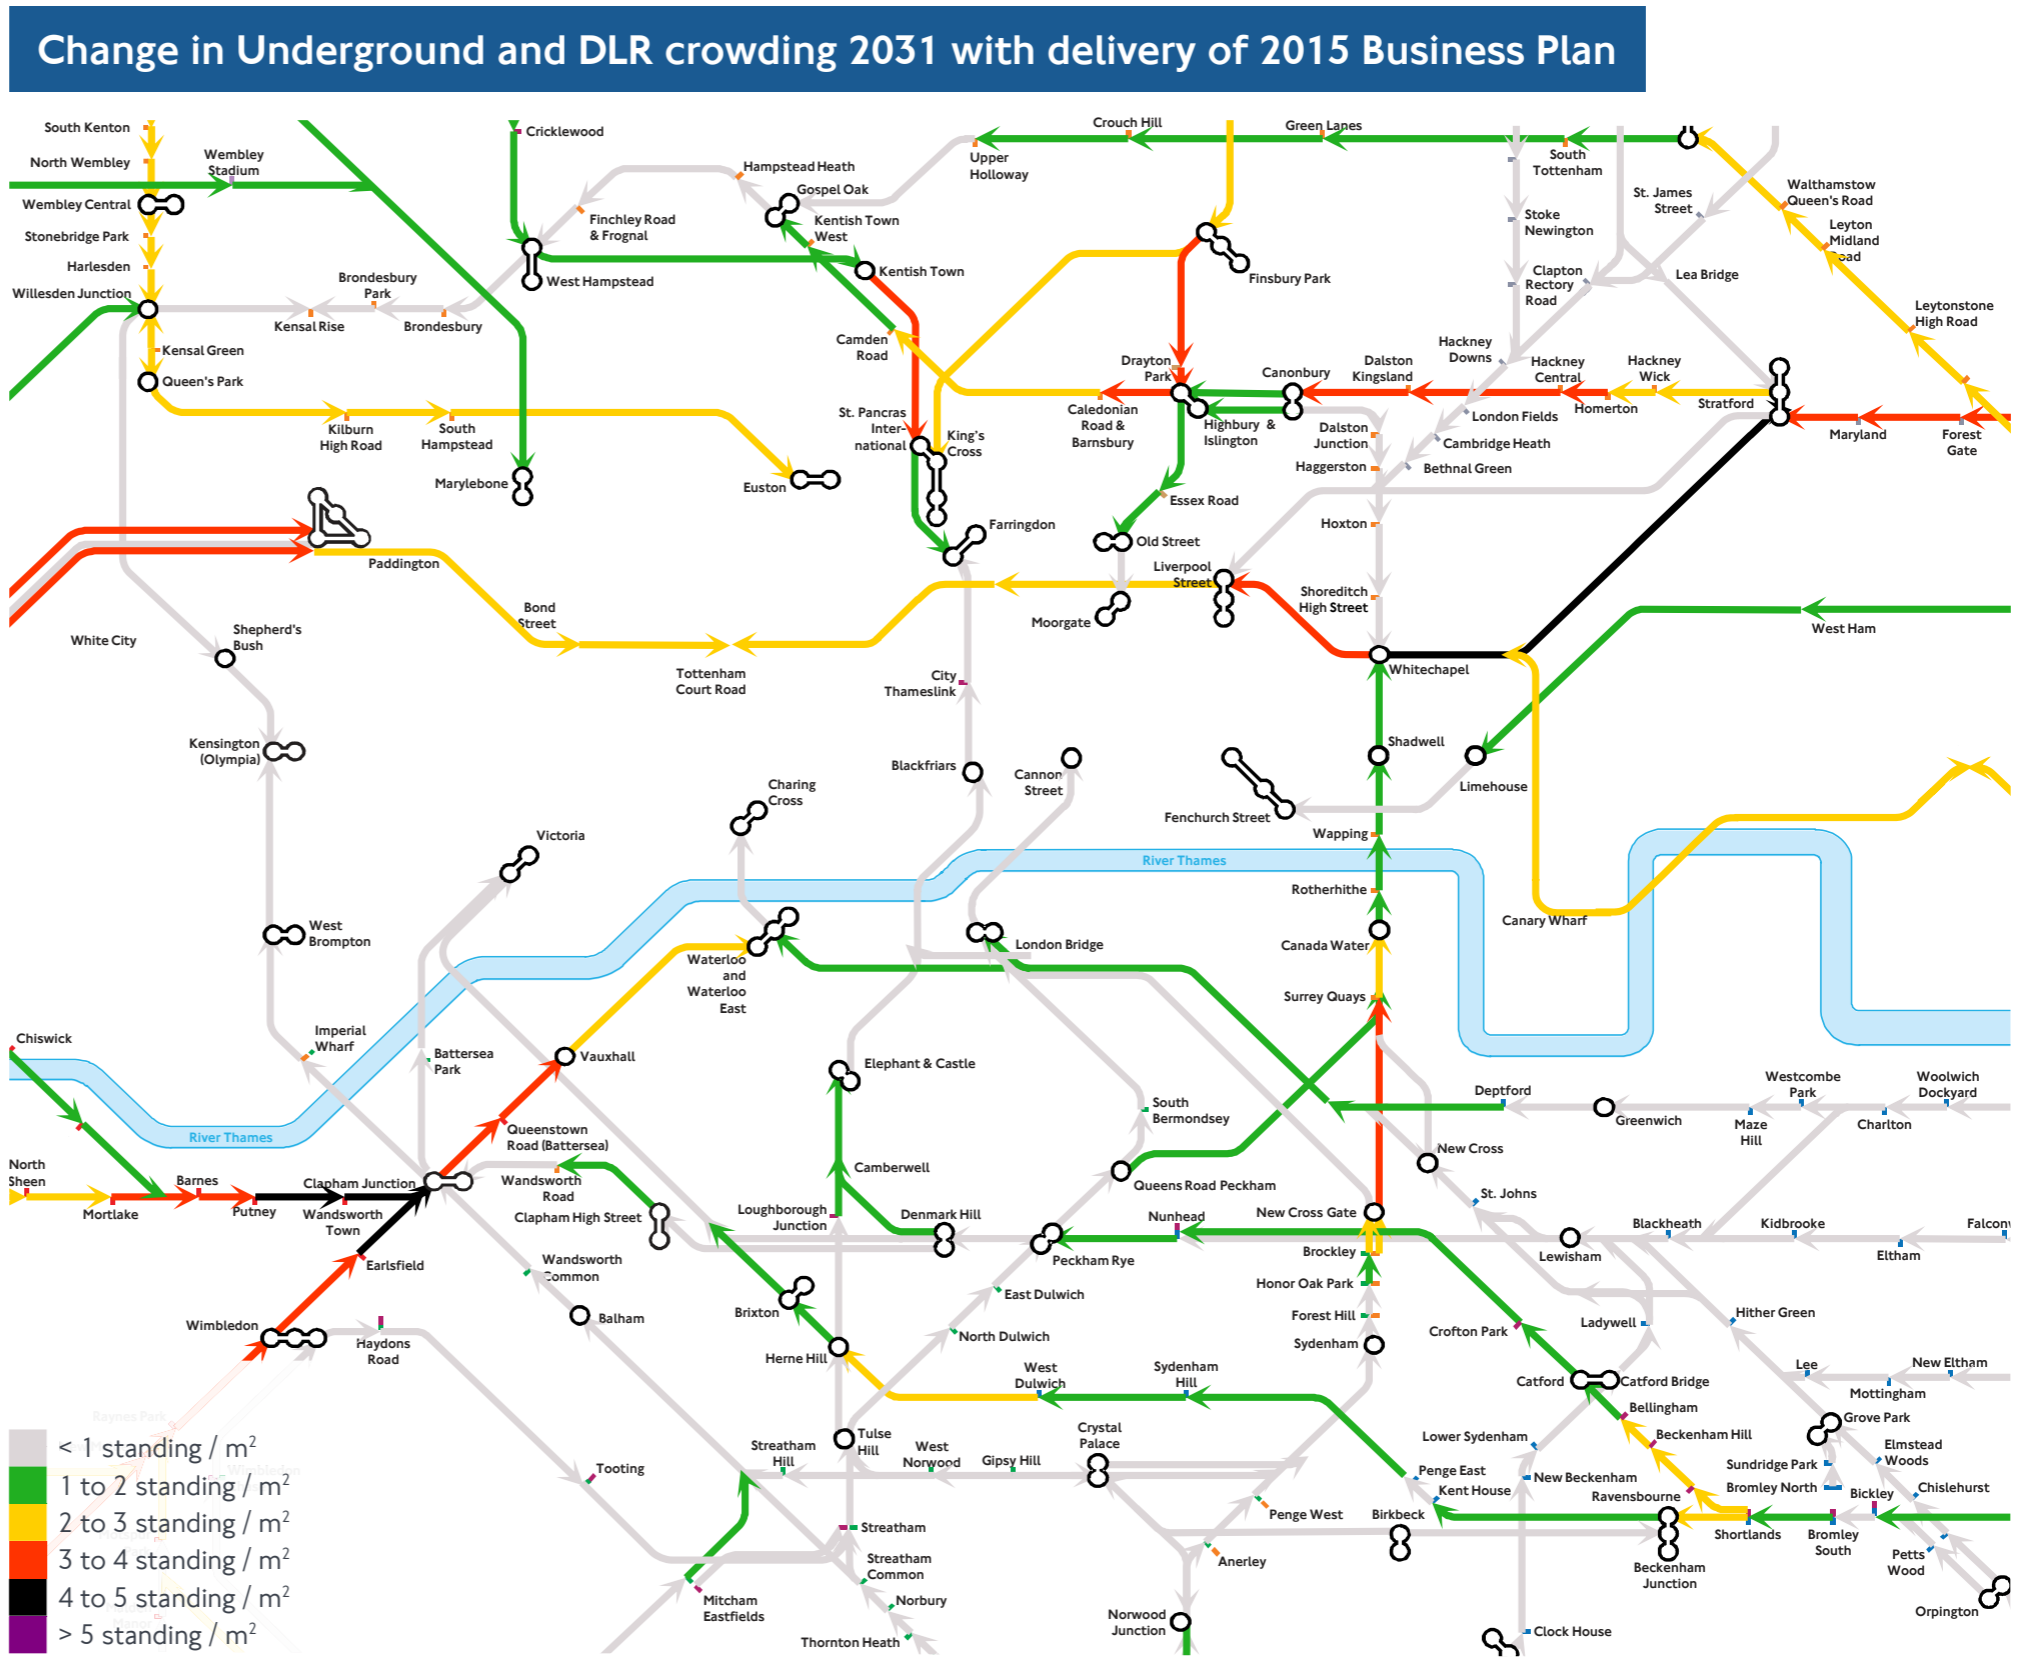 Change in Underground and DLR crowding 2031 with delivery of 2015 Business Plan
South Kenton
North Wembley
Wembley
Stadium
Wembley Central
Stonebridge Park
Harlesden
Willesden Junction
Kensal Green
Queen's Park
Cricklewood
Hampstead Heath
Gospel Oak
Finchley Road
& Frognal
Kentish Town
West
Kentish Town
West Hampstead
Brondesbury
Park
Kensal Rise
Brondesbury
Upper
Holloway
Crouch Hill
Green Lanes
South
Tottenham
St. James
Street
Walthamstow
Queen's Road
Leyton
Midland
Road
Stoke
Newington
Clapton
Rectory
Road
Lea Bridge
Leytonstone
High Road
Finsbury Park
Camden
Road
Drayton
Park
Canonbury
Dalston
Kingsland
Hackney
Downs
Hackney
Central
Hackney
Wick
Homerton
Stratford
Maryland
Forest
Gate
Caledonian
Road &
Barnsbury
Highbury &
Islington
Dalston
Junction
London Fields
Cambridge Heath
Bethnal Green
Haggerston
Hoxton
Shoreditch
High Street
Kilburn
High Road
South
Hampstead
Marylebone
Euston
St. Pancras
Inter-
national
King's
Cross
Essex Road
Farringdon
Old Street
Liverpool
Street
Moorgate
Paddington
Bond
Street
Tottenham
Court Road
White City
Shepherd's
Bush
Whitechapel
West Ham
City
Thameslink
Kensington
(Olympia)
Blackfriars
Cannon
Street
Shadwell
Limehouse
Fenchurch Street
Charing
Cross
Victoria
Wapping
River Thames
Rotherhithe
Canary Wharf
West
Brompton
Waterloo
and
Waterloo
East
London Bridge
Canada Water
Surrey Quays
Chiswick
Imperial
Wharf
Battersea
Park
Vauxhall
Elephant & Castle
River Thames
Queenstown
Road (Battersea)
South
Bermondsey
Deptford
Greenwich
Westcombe
Park
Maze
Hill
Charlton
Woolwich
Dockyard
North
Sheen
Mortlake
Barnes
Putney
Clapham Junction
Wandsworth
Town
Wandsworth
Road
Clapham High Street
Camberwell
Loughborough
Junction
Denmark Hill
Queens Road Peckham
Nunhead
New Cross Gate
New Cross
St. Johns
Lewisham
Blackheath
Kidbrooke
Eltham
Falconw
Earlsfield
Wandsworth
Common
Brixton
Peckham Rye
Brockley
Honor Oak Park
Forest Hill
Sydenham
East Dulwich
North Dulwich
Wimbledon
Haydons
Road
Balham
Herne Hill
West
Dulwich
Sydenham
Hill
Crofton Park
Ladywell
Hither Green
Catford
Catford Bridge
Lee
Mottingham
New Eltham
Bellingham
Beckenham Hill
Grove Park
Elmstead
Woods
Raynes Park
Wimbledon
Tulse
Hill
Streatham
Hill
West
Norwood
Gipsy Hill
Crystal
Palace
Lower Sydenham
New Beckenham
Ravensbourne
Sundridge Park
Bromley North
Bickley
Chislehurst
Tooting
Penge East
Kent House
Penge West
Birkbeck
Streatham
Streatham
Common
Anerley
Beckenham
Junction
Shortlands
Bromley
South
Petts
Wood
Orpington
Mitcham
Eastfields
Norbury
Thornton Heath
Norwood
Junction
Clock House
< 1 standing / m²
1 to 2 standing / m²
2 to 3 standing / m²
3 to 4 standing / m²
4 to 5 standing / m²
> 5 standing / m²